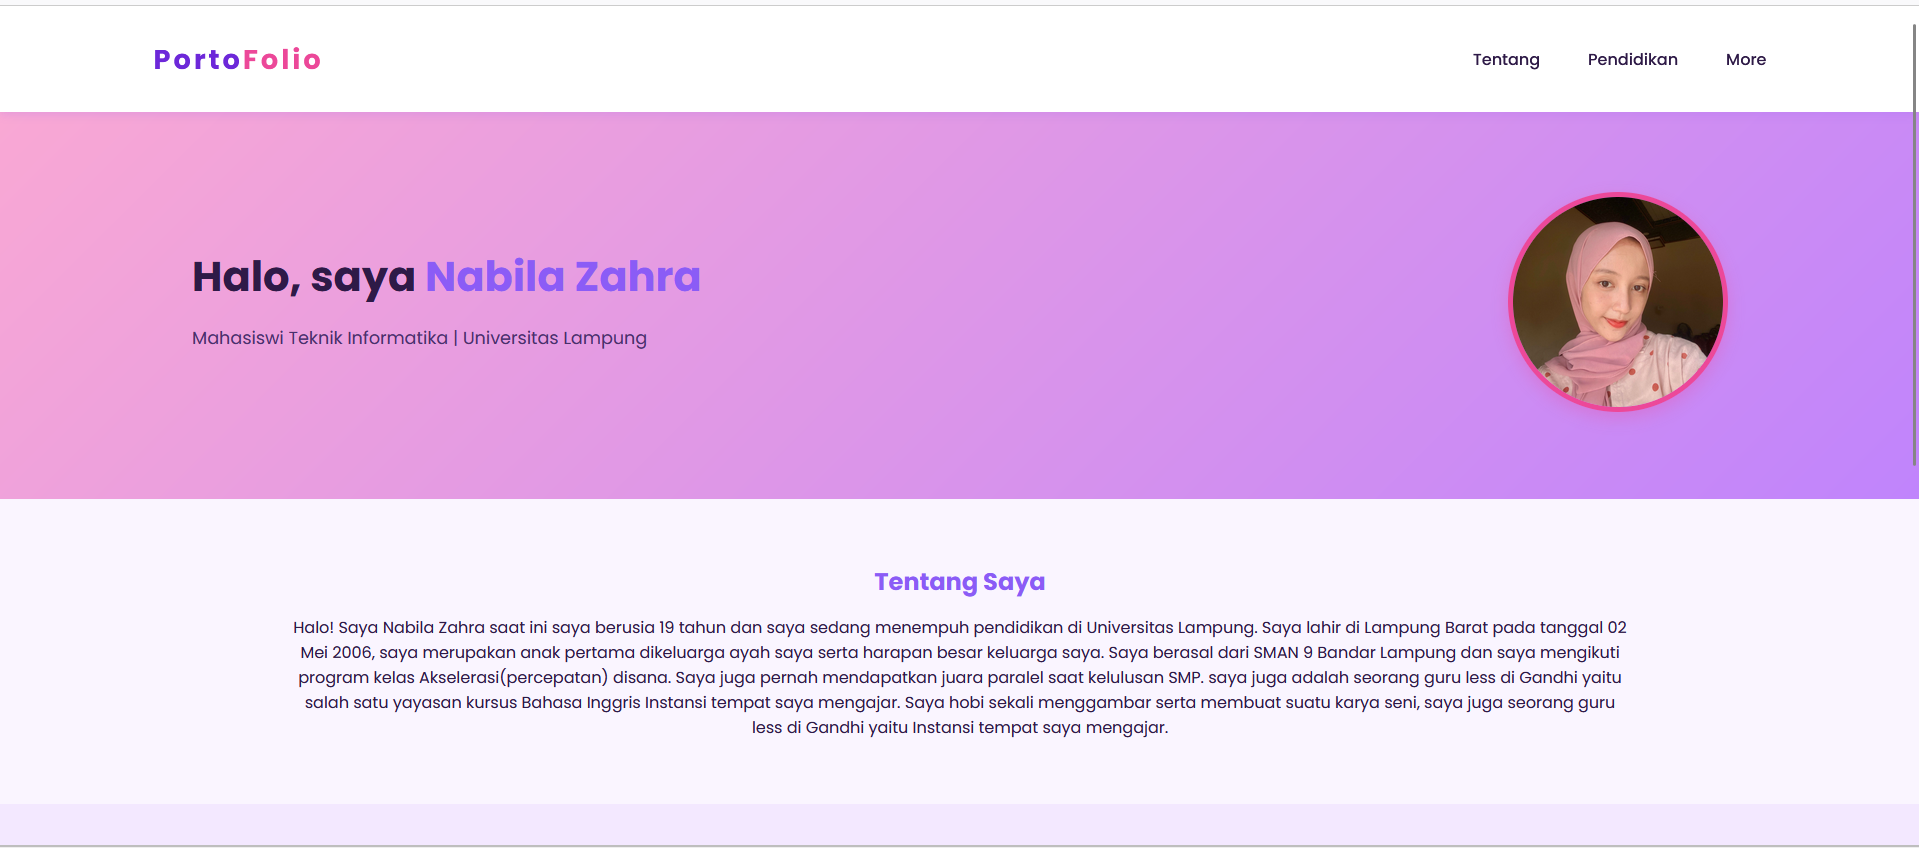 PortoFolio
Tentang Pendidikan More
Halo, saya Nabila Zahra
Mahasiswi Teknik Informatika | Universitas Lampung
Tentang Saya
Halo! Saya Nabila Zahra saat ini saya berusia 19 tahun dan saya sedang menempuh pendidikan di Universitas Lampung. Saya lahir di Lampung Barat pada tanggal 02
Mei 2006, saya merupakan anak pertama dikeluarga ayah saya serta harapan besar keluarga saya. Saya berasal dari SMAN 9 Bandar Lampung dan saya mengikuti
program kelas Akselerasi(percepatan) disana. Saya juga pernah mendapatkan juara paralel saat kelulusan SMP. saya juga adalah seorang guru less di Gandhi yaitu
salah satu yayasan kursus Bahasa Inggris Instansi tempat saya mengajar. Saya hobi sekali menggambar serta membuat suatu karya seni, saya juga seorang guru
less di Gandhi yaitu Instansi tempat saya mengajar.